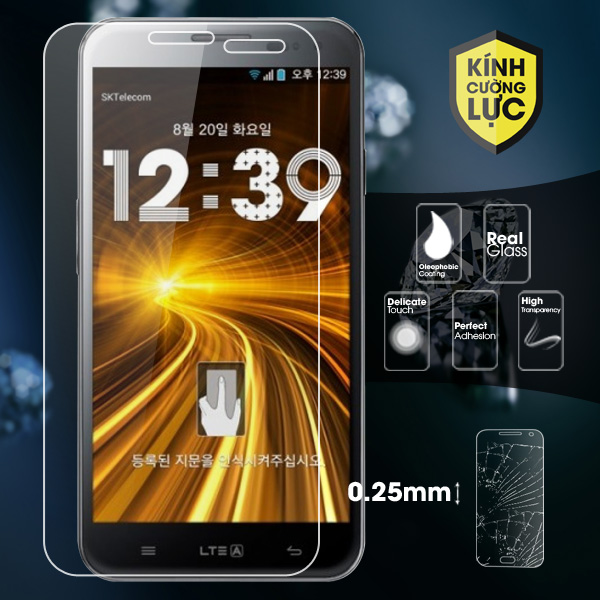 오후 12:39
SKTelecom
8월 20일 화요일
12:39
등록된 지문을 인식시켜주십시오.
LTE A
KÍNH
CƯỜNG
LỰC
Oleophobic
Coating
Real
Glass
Delicate
Touch
Perfect
Adhesion
High
Transparency
0.25mm